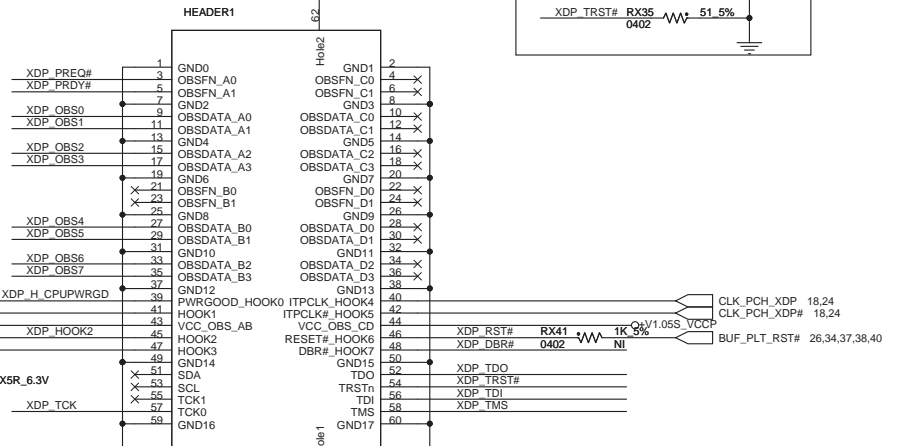 HEADER1
62
Hole2
XDP_TRST# RX35 51_5%
0402
1 GND0 GND1 2
XDP_PREQ# 3 OBSFN_A0 OBSFN_C0 4
XDP_PRDY# 5 OBSFN_A1 OBSFN_C1 6
7 GND2 GND3 8
XDP_OBS0 9 OBSDATA_A0 OBSDATA_C0 10
XDP_OBS1 11 OBSDATA_A1 OBSDATA_C1 12
13 GND4 GND5 14
XDP_OBS2 15 OBSDATA_A2 OBSDATA_C2 16
XDP_OBS3 17 OBSDATA_A3 OBSDATA_C3 18
19 GND6 GND7 20
21 OBSFN_B0 OBSFN_D0 22
23 OBSFN_B1 OBSFN_D1 24
25 GND8 GND9 26
XDP_OBS4 27 OBSDATA_B0 OBSDATA_D0 28
XDP_OBS5 29 OBSDATA_B1 OBSDATA_D1 30
31 GND10 GND11 32
XDP_OBS6 33 OBSDATA_B2 OBSDATA_D2 34
XDP_OBS7 35 OBSDATA_B3 OBSDATA_D3 36
37 GND12 GND13 38
XDP_H_CPUPWRGD 39 PWRGOOD_HOOK0 ITPCLK_HOOK4 40 CLK_PCH_XDP 18,24
41 HOOK1 ITPCLK#_HOOK5 42 CLK_PCH_XDP# 18,24
43 VCC_OBS_AB VCC_OBS_CD 44 +V1.05S_VCCP
XDP_HOOK2 45 HOOK2 RESET#_HOOK6 46 XDP_RST# RX41 1K_5% BUF_PLT_RST# 26,34,37,38,40
47 HOOK3 DBR#_HOOK7 48 XDP_DBR# 0402 NI
49 GND14 GND15 50
X5R_6.3V 51 SDA TDO 52 XDP_TDO
53 SCL TRSTn 54 XDP_TRST#
55 TCK1 TDI 56 XDP_TDI
XDP_TCK 57 TCK0 TMS 58 XDP_TMS
59 GND16 GND17 60
ole1